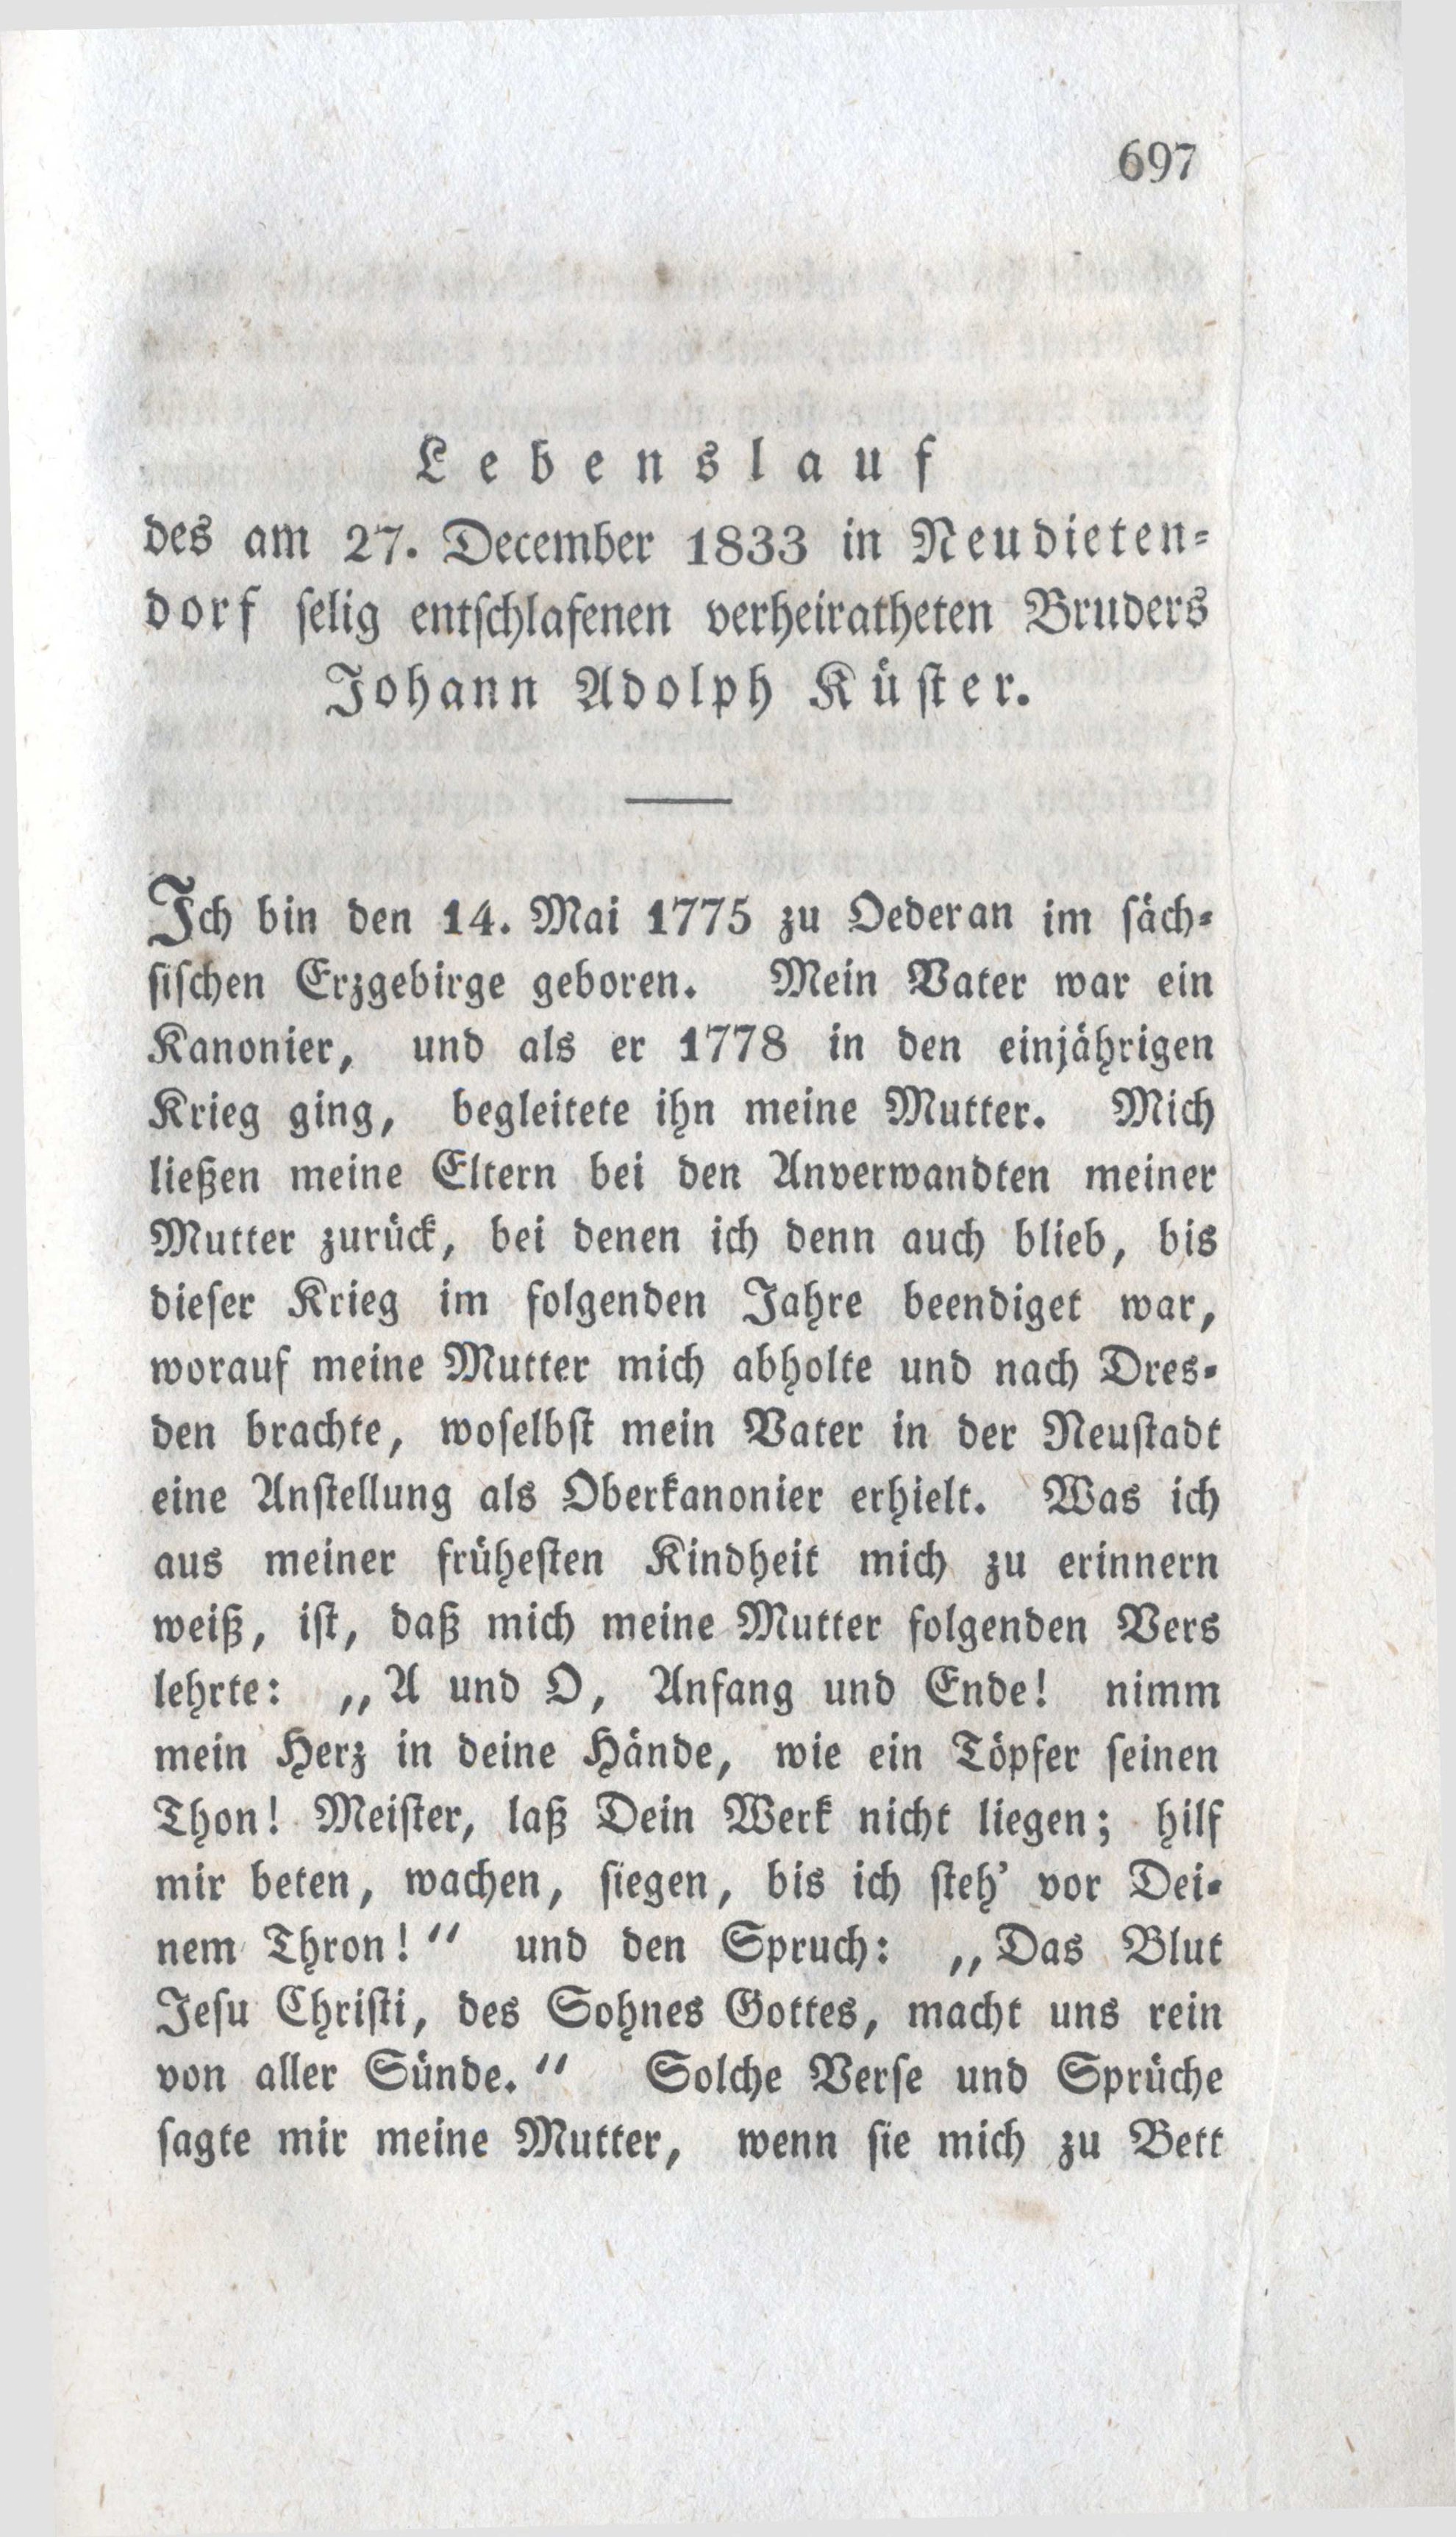 697
Lebenslauf
des am 27. December 1833 in Neudieten-
dorf selig entschlafenen verheiratheten Bruders
Johann Adolph Küster.
Ich bin den 14. Mai 1775 zu Oederan im säch-
sischen Erzgebirge geboren. Mein Vater war ein
Kanonier, und als er 1778 in den einjährigen
Krieg ging, begleitete ihn meine Mutter. Mich
ließen meine Eltern bei den Anverwandten meiner
Mutter zurück, bei denen ich denn auch blieb, bis
dieser Krieg im folgenden Jahre beendiget war,
worauf meine Mutter mich abholte und nach Dres-
den brachte, woselbst mein Vater in der Neustadt
eine Anstellung als Oberkanonier erhielt. Was ich
aus meiner frühesten Kindheit mich zu erinnern
weiß, ist, daß mich meine Mutter folgenden Vers
lehrte: „A und O, Anfang und Ende! nimm
mein Herz in deine Hände, wie ein Töpfer seinen
Thon! Meister, laß Dein Werk nicht liegen; hilf
mir beten, wachen, siegen, bis ich steh’ vor Dei-
nem Thron!“ und den Spruch: „Das Blut
Jesu Christi, des Sohnes Gottes, macht uns rein
von aller Sünde.“ Solche Verse und Sprüche
sagte mir meine Mutter, wenn sie mich zu Bett